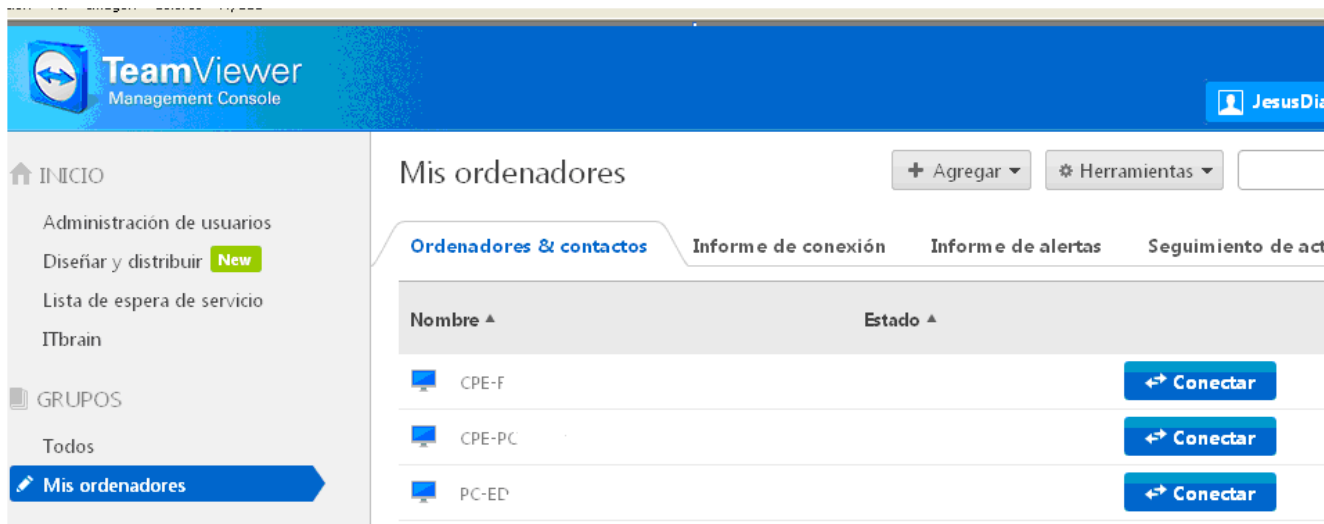 TeamViewer
Management Console
JesusDia
INICIO
Mis ordenadores
+ Agregar
Herramientas
Administración de usuarios
Diseñar y distribuir New
Lista de espera de servicio
ITbrain
Ordenadores & contactos
Informe de conexión
Informe de alertas
Seguimiento de act
Nombre
Estado
CPE-F
Conectar
CPE-PC
Conectar
PC-ED
Conectar
GRUPOS
Todos
Mis ordenadores